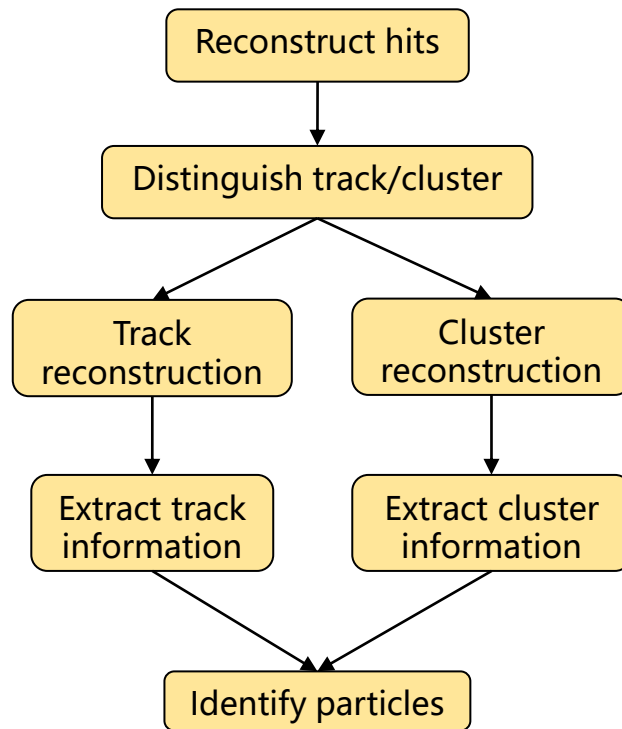 Reconstruct hits
Distinguish track/cluster
Track
reconstruction
Cluster
reconstruction
Extract track
information
Extract cluster
information
Identify particles